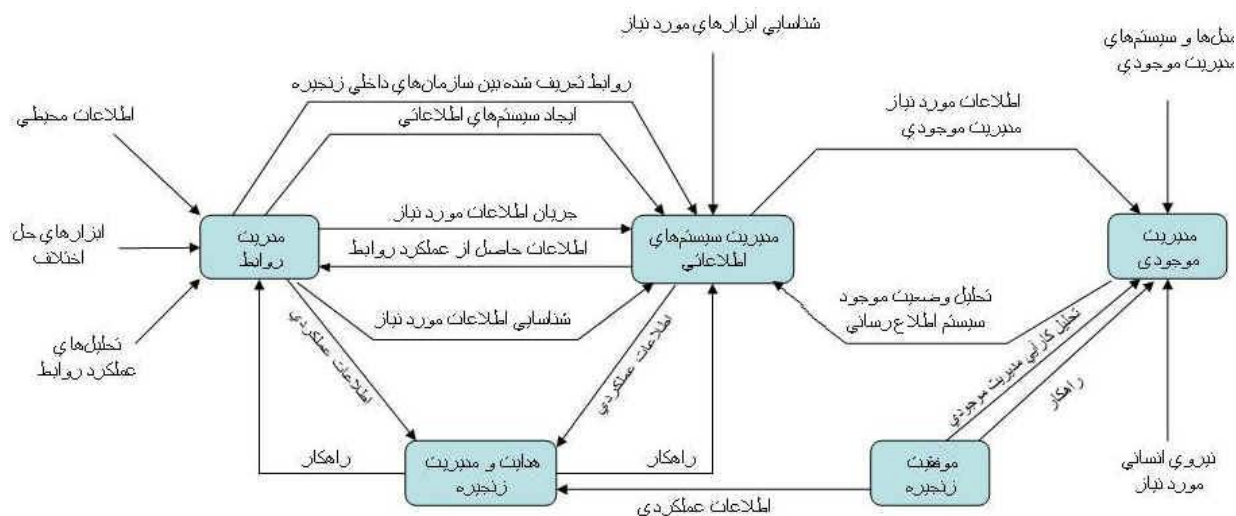 شناسايي ابزارهاي مورد نياز
مدل‌ها و سيستم‌هاي
مديريت موجودي
روابط تعريف شده بين سازمان‌هاي داخلي زنجيره
ايجاد سيستم‌هاي اطلاعاتي
اطلاعات مورد نياز
مديريت موجودي
اطلاعات محيطي
ابزارهاي حل
اختلاف
مدريت
روابط
جريان اطلاعات مورد نياز
اطلاعات حاصل از عملكرد روابط
مديريت سيستم‌هاي
اطلاعاتي
مديريت
موجودى
شناسايي اطلاعات مورد نياز
تحليل وضعيت موجود
سيستم اطلاع رساني
تحليل‌هاي
عملكرد روابط
اطلاعات عملكردي
اطلاعات عملكردي
تحليل كارآيي مديريت موجودي
راهكار
راهكار
هدايت و مديريت
زنجيره
راهكار
موفقيت
زنجيره
نيروي انساني
مورد نياز
اطلاعات عملكردي